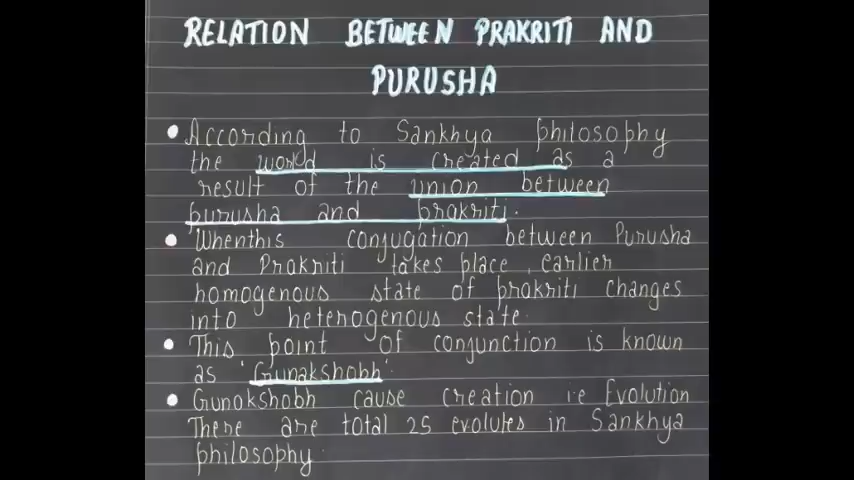 RELATION BETWEEN PRAKRITI AND
PURUSHA
• According to Sankhya philosophy
the world is created as a
result of the union between
purusha and prakriti.
• Whenthis conjugation between Purusha
and Prakriti takes place, earlier
homogenous state of prakriti changes
into heterogenous state.
• This point of conjunction is known
as 'Gunakshobh'.
• Gunokshobh cause creation i.e Evolution
There are total 25 evolutes in Sankhya
philosophy.